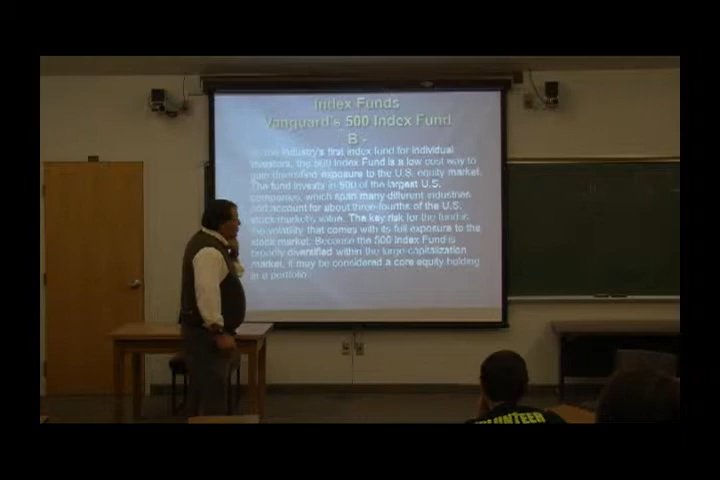 Index Funds
Vanguard's 500 Index Fund
B -
As the industry's first index fund for individual
investors, the 500 Index Fund is a low cost way to
gain diversified exposure to the U.S. equity market.
The fund invests in 500 of the largest U.S.
companies, which span many different industries
and account for about three-fourths of the U.S.
stock market's value. The key risk for the fund is
the volatility that comes with its full exposure to the
stock market. Because the 500 Index Fund is
broadly diversified within the large-capitalization
market, it may be considered a core equity holding
in a portfolio.
VOLUNTEER